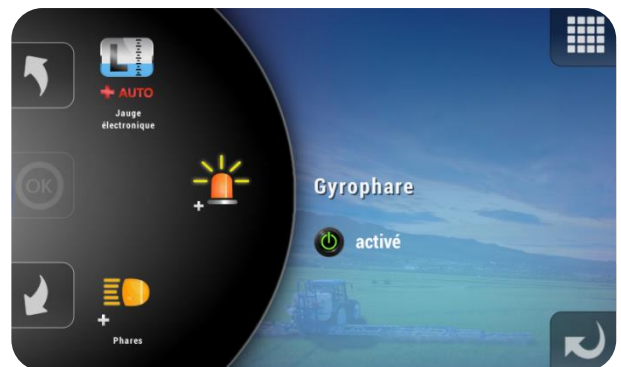 L
+ AUTO
Jauge
électronique
OK
+
Gyrophare
activé
+
Phares